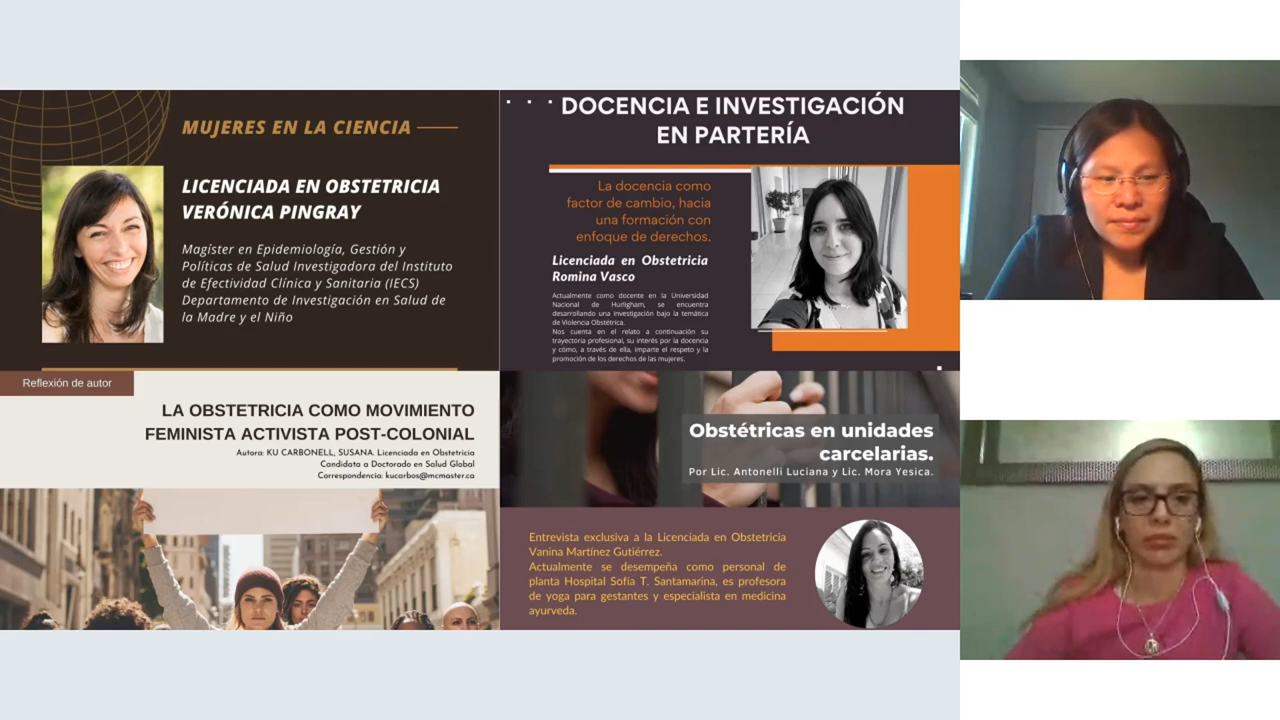 MUJERES EN LA CIENCIA
LICENCIADA EN OBSTETRICIA
VERÓNICA PINGRAY
Magíster en Epidemiología, Gestión y
Políticas de Salud Investigadora del Instituto
de Efectividad Clínica y Sanitaria (IECS)
Departamento de Investigación en Salud de
la Madre y el Niño
DOCENCIA E INVESTIGACIÓN
EN PARTERÍA
La docencia como
factor de cambio, hacia
una formación con
enfoque de derechos.
Licenciada en Obstetricia
Romina Vasco
Actualmente como docente en la Universidad
Nacional de Hurligham, se encuentra
desarrollando una investigación bajo la temática
de Violencia Obstétrica.
Nos cuenta en el relato a continuación su
trayectoria profesional, su interés por la docencia
y cómo, a través de ella, imparte el respeto y la
promoción de los derechos de las mujeres.
Reflexión de autor
LA OBSTETRICIA COMO MOVIMIENTO
FEMINISTA ACTIVISTA POST-COLONIAL
Autora: KU CARBONELL, SUSANA. Licenciada en Obstetricia
Candidata a Doctorado en Salud Global
Correspondencia: kucarbos@mcmaster.ca
Obstétricas en unidades
carcelarias.
Por Lic. Antonelli Luciana y Lic. Mora Yesica.
Entrevista exclusiva a la Licenciada en Obstetricia
Vanina Martínez Gutiérrez.
Actualmente se desempeña como personal de
planta Hospital Sofía T. Santamarina, es profesora
de yoga para gestantes y especialista en medicina
ayurveda.